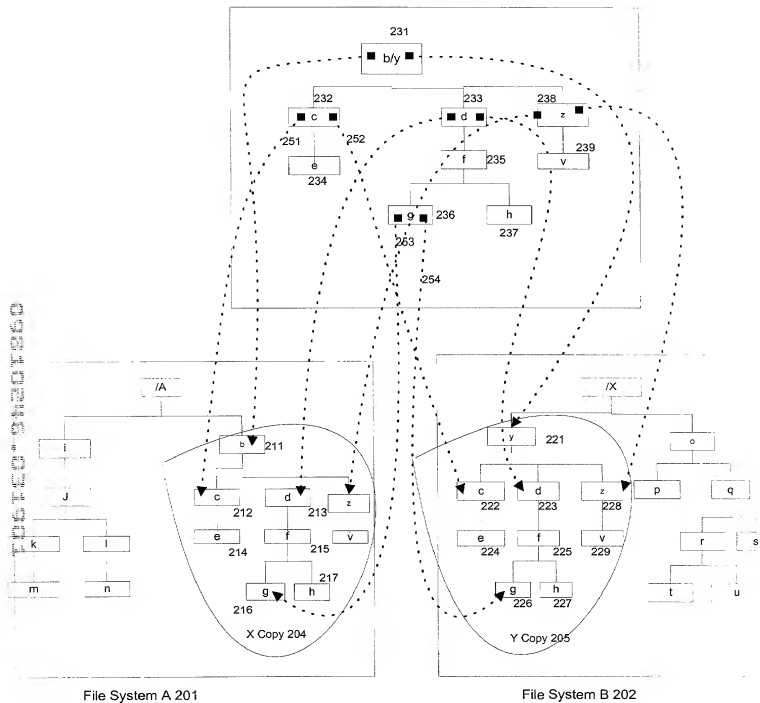 231
b/y
232 233 238
c d z
251 252 239
e f 235 v
234
g 236 h
253 237
254
/A /X
b 211 y 221 o
i
J c d z c d z p q
212 213 222 223 228
k l e f v e f v r s
214 215 224 225 229
217
m n g h g h t u
216 226 227
X Copy 204 Y Copy 205
File System A 201 File System B 202